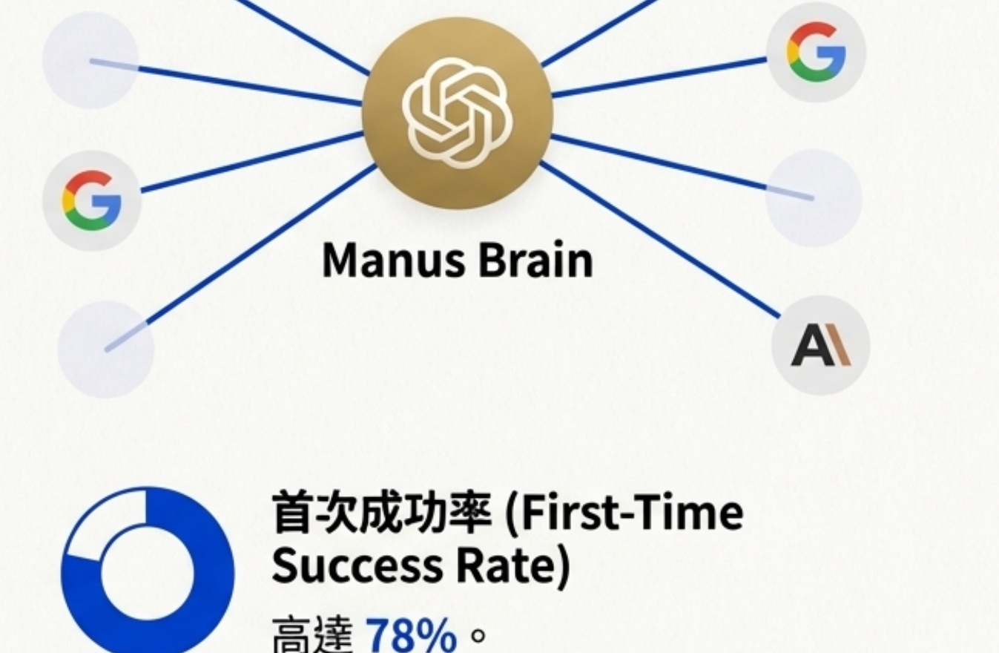 Manus Brain
首次成功率 (First-Time
Success Rate)
高達 78%。